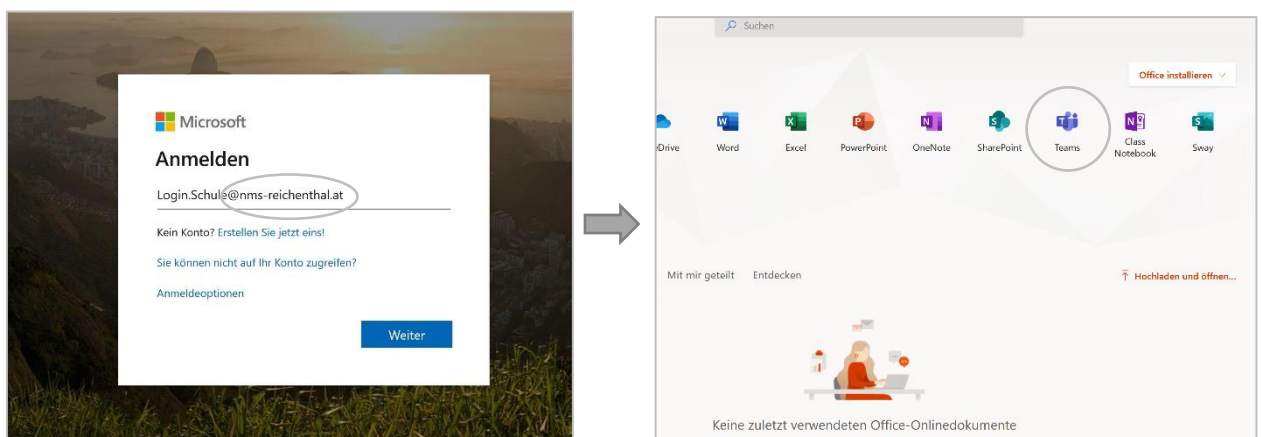 Microsoft
Anmelden
Login.Schule@nms-reichenthal.at
Kein Konto? Erstellen Sie jetzt eins!
Sie können nicht auf Ihr Konto zugreifen?
Anmeldeoptionen
Weiter
Suchen
Office installieren
eDrive Word Excel PowerPoint OneNote SharePoint Teams Class Notebook Sway
Mit mir geteilt Entdecken Hochladen und öffnen...
Keine zuletzt verwendeten Office-Onlinedokumente